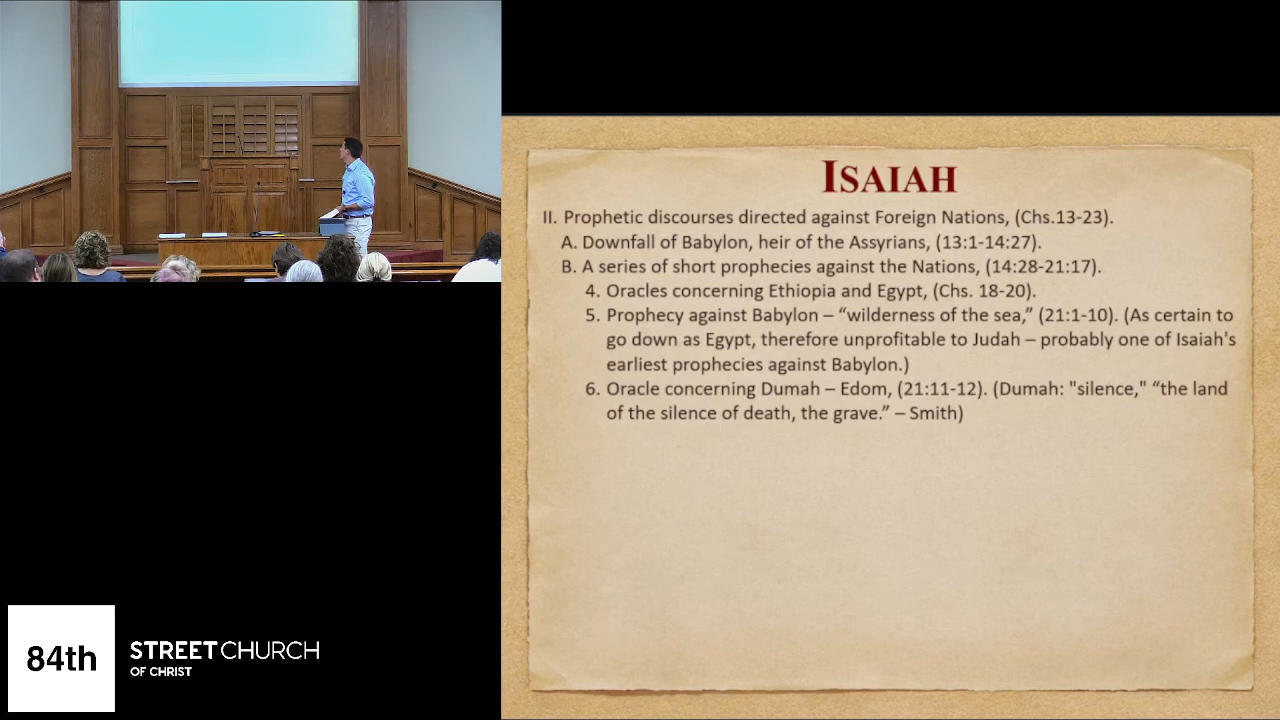 ISAIAH
II. Prophetic discourses directed against Foreign Nations, (Chs.13-23).
A. Downfall of Babylon, heir of the Assyrians, (13:1-14:27).
B. A series of short prophecies against the Nations, (14:28-21:17).
4. Oracles concerning Ethiopia and Egypt, (Chs. 18-20).
5. Prophecy against Babylon – “wilderness of the sea,” (21:1-10). (As certain to
go down as Egypt, therefore unprofitable to Judah – probably one of Isaiah's
earliest prophecies against Babylon.)
6. Oracle concerning Dumah – Edom, (21:11-12). (Dumah: "silence," “the land
of the silence of death, the grave.” – Smith)
84th
STREET CHURCH
OF CHRIST